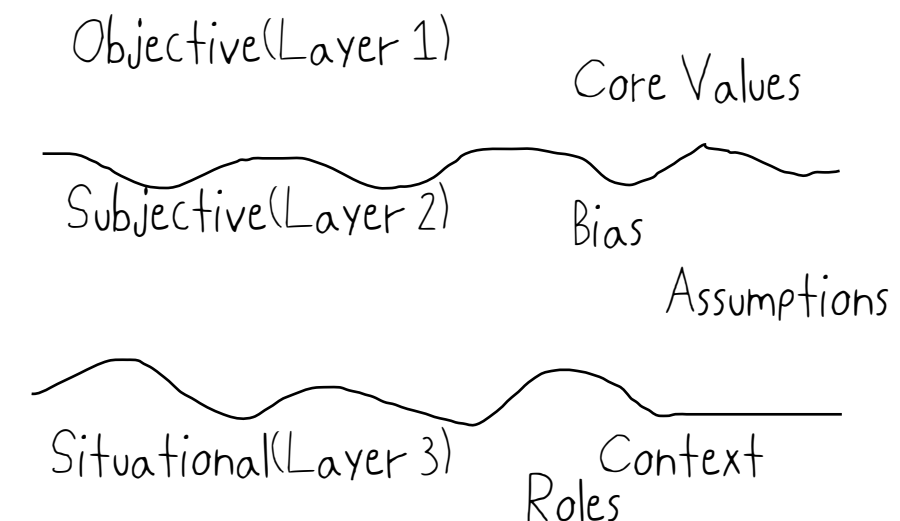 Objective(Layer 1)
Core Values
Subjective(Layer 2)
Bias
Assumptions
Situational(Layer 3)
Context
Roles